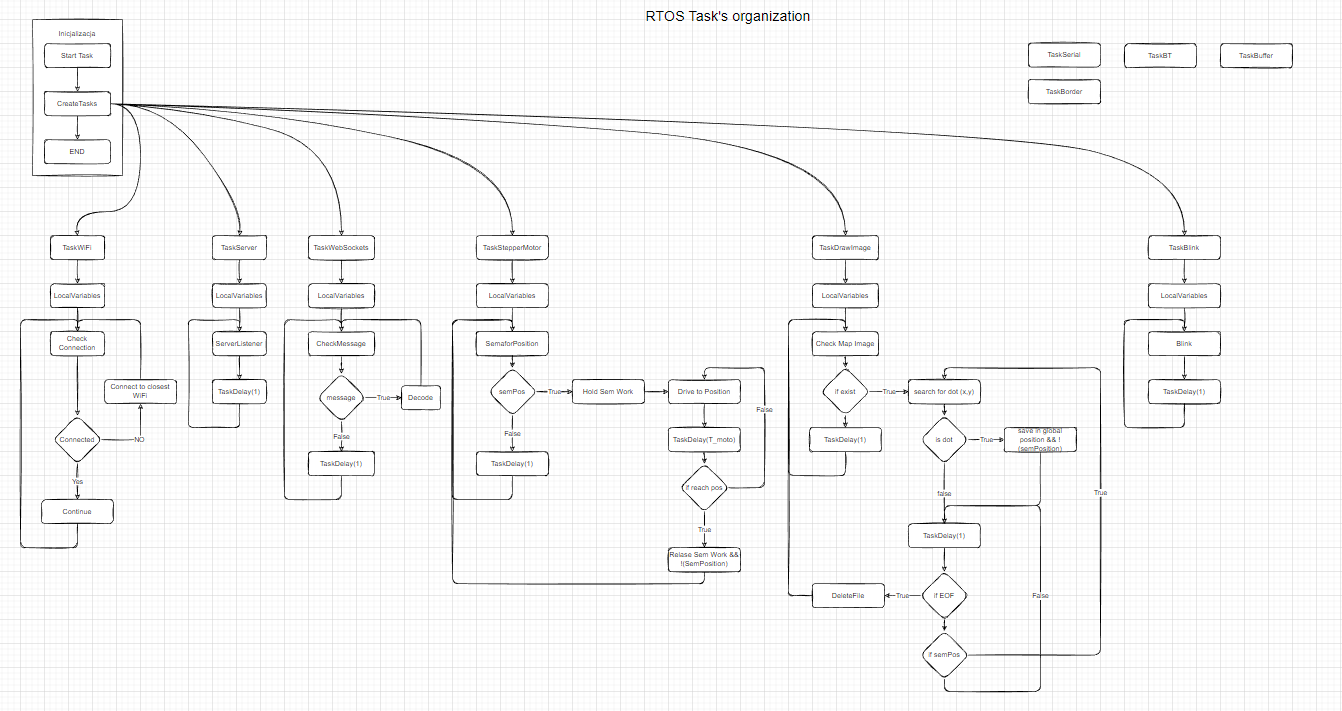 RTOS Task's organization
Inicjalizacja
Start Task
CreateTasks
END
TaskSerial
TaskBT
TaskBuffer
TaskBorder
TaskWiFi
LocalVariables
Check
Connection
Connect to closest
WiFi
Connected
NO
Yes
Continue
TaskServer
LocalVariables
ServerListener
TaskDelay(1)
TaskWebSockets
LocalVariables
CheckMessage
message
True
Decode
False
TaskDelay(1)
TaskStepperMotor
LocalVariables
SemaforPosition
semPos
True
Hold Sem Work
Drive to Position
False
False
TaskDelay(1)
TaskDelay(T_moto)
if reach pos
True
Relase Sem Work &&
!(SemPosition)
TaskDrawImage
LocalVariables
Check Map Image
if exist
True
search for dot (x,y)
TaskDelay(1)
is dot
True
save in global
position && !
(semPosition)
false
True
TaskDelay(1)
DeleteFile
True
if EOF
False
if semPos
TaskBlink
LocalVariables
Blink
TaskDelay(1)